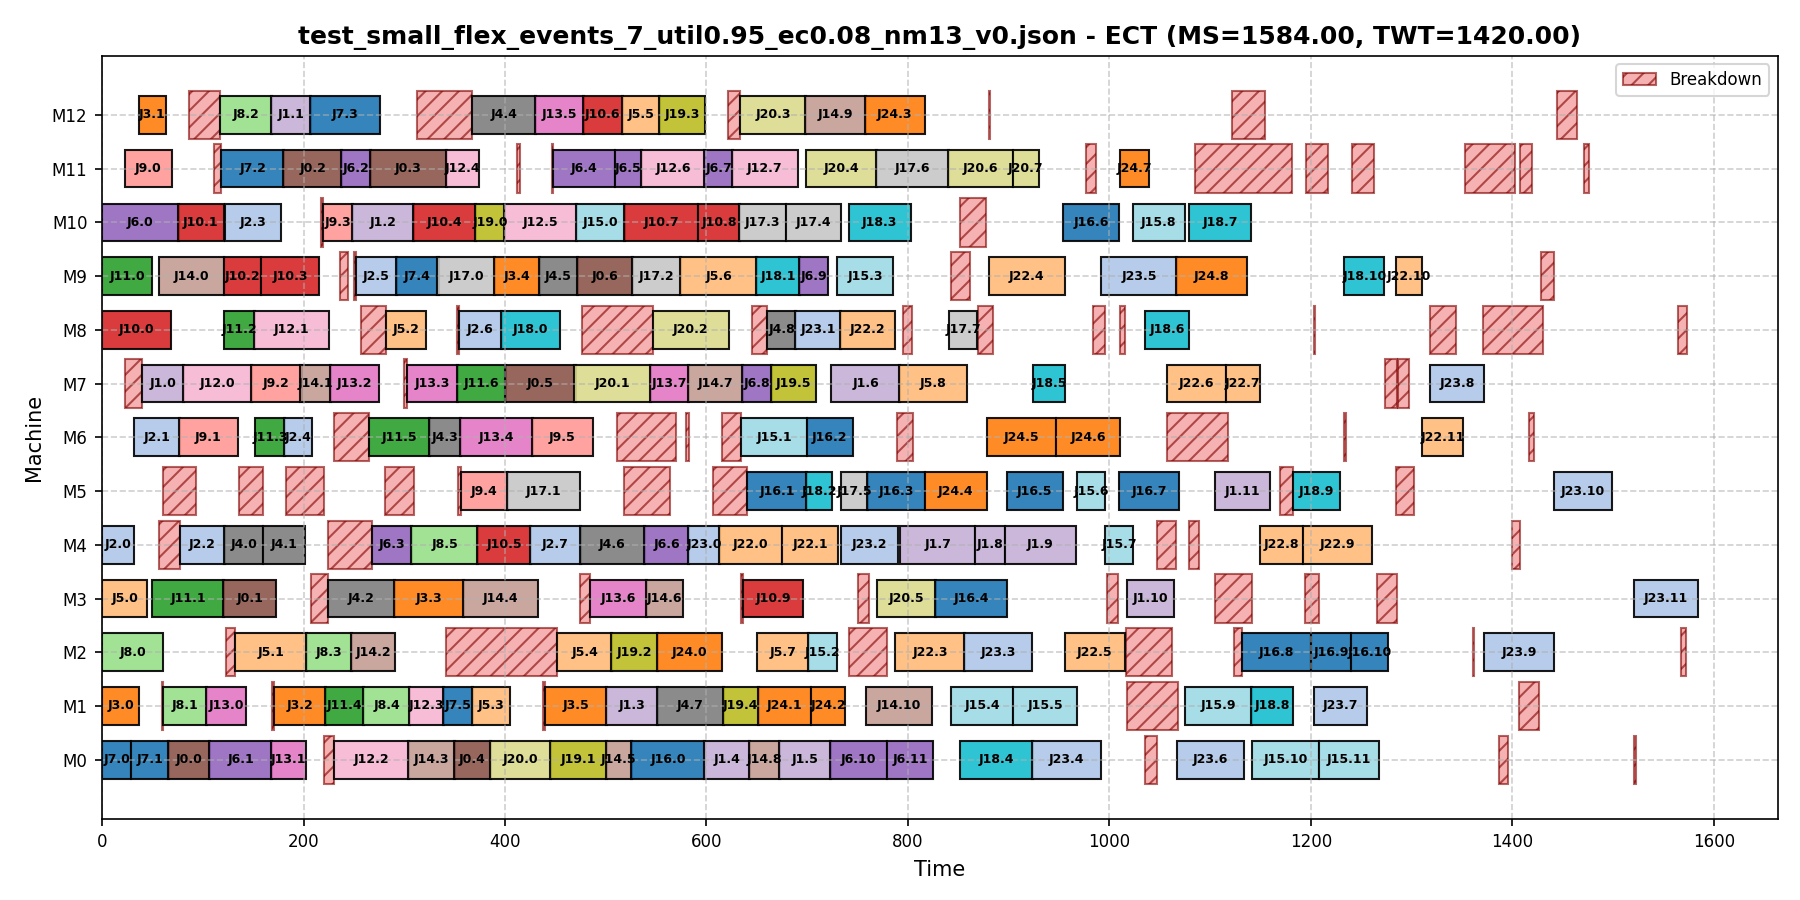 test_small_flex_events_7_util0.95_ec0.08_nm13_v0.json - ECT (MS=1584.00, TWT=1420.00)
Breakdown
M12 J3.1 J8.2 J1.1 J7.3 J4.4 J13.5 J10.6 J5.5 J19.3 J20.3 J14.9 J24.3
M11 J9.0 J7.2 J0.2 J6.2 J0.3 J12.4 J6.4 J6.5 J12.6 J6.7 J12.7 J20.4 J17.6 J20.6 J20.7 J24.7
M10 J6.0 J10.1 J2.3 J9.3 J1.2 J10.4 J19.0 J12.5 J15.0 J10.7 J10.8 J17.3 J17.4 J18.3 J16.6 J15.8 J18.7
M9 J11.0 J14.0 J10.2 J10.3 J2.5 J7.4 J17.0 J3.4 J4.5 J0.6 J17.2 J5.6 J18.1 J6.9 J15.3 J22.4 J23.5 J24.8 J18.10 J22.10
M8 J10.0 J11.2 J12.1 J5.2 J2.6 J18.0 J20.2 J4.8 J23.1 J22.2 J17.7 J18.6
M7 J1.0 J12.0 J9.2 J14.1 J13.2 J13.3 J11.6 J0.5 J20.1 J13.7 J14.7 J6.8 J19.5 J1.6 J5.8 J18.5 J22.6 J22.7 J23.8
M6 J2.1 J9.1 J11.3 J2.4 J11.5 J4.3 J13.4 J9.5 J15.1 J16.2 J24.5 J24.6 J22.11
M5 J9.4 J17.1 J16.1 J18.2 J17.5 J16.3 J24.4 J16.5 J15.6 J16.7 J1.11 J18.9 J23.10
M4 J2.0 J2.2 J4.0 J4.1 J6.3 J8.5 J10.5 J2.7 J4.6 J6.6 J23.0 J22.0 J22.1 J23.2 J1.7 J1.8 J1.9 J15.7 J22.8 J22.9
M3 J5.0 J11.1 J0.1 J4.2 J3.3 J14.4 J13.6 J14.6 J10.9 J20.5 J16.4 J1.10 J23.11
M2 J8.0 J5.1 J8.3 J14.2 J5.4 J19.2 J24.0 J5.7 J15.2 J22.3 J23.3 J22.5 J16.8 J16.9 J16.10 J23.9
M1 J3.0 J8.1 J13.0 J3.2 J11.4 J8.4 J12.3 J7.5 J5.3 J3.5 J1.3 J4.7 J19.4 J24.1 J24.2 J14.10 J15.4 J15.5 J15.9 J18.8 J23.7
M0 J7.0 J7.1 J0.0 J6.1 J13.1 J12.2 J14.3 J0.4 J20.0 J19.1 J14.5 J16.0 J1.4 J14.8 J1.5 J6.10 J6.11 J18.4 J23.4 J23.6 J15.10 J15.11
0 200 400 600 800 1000 1200 1400 1600
Time
Machine